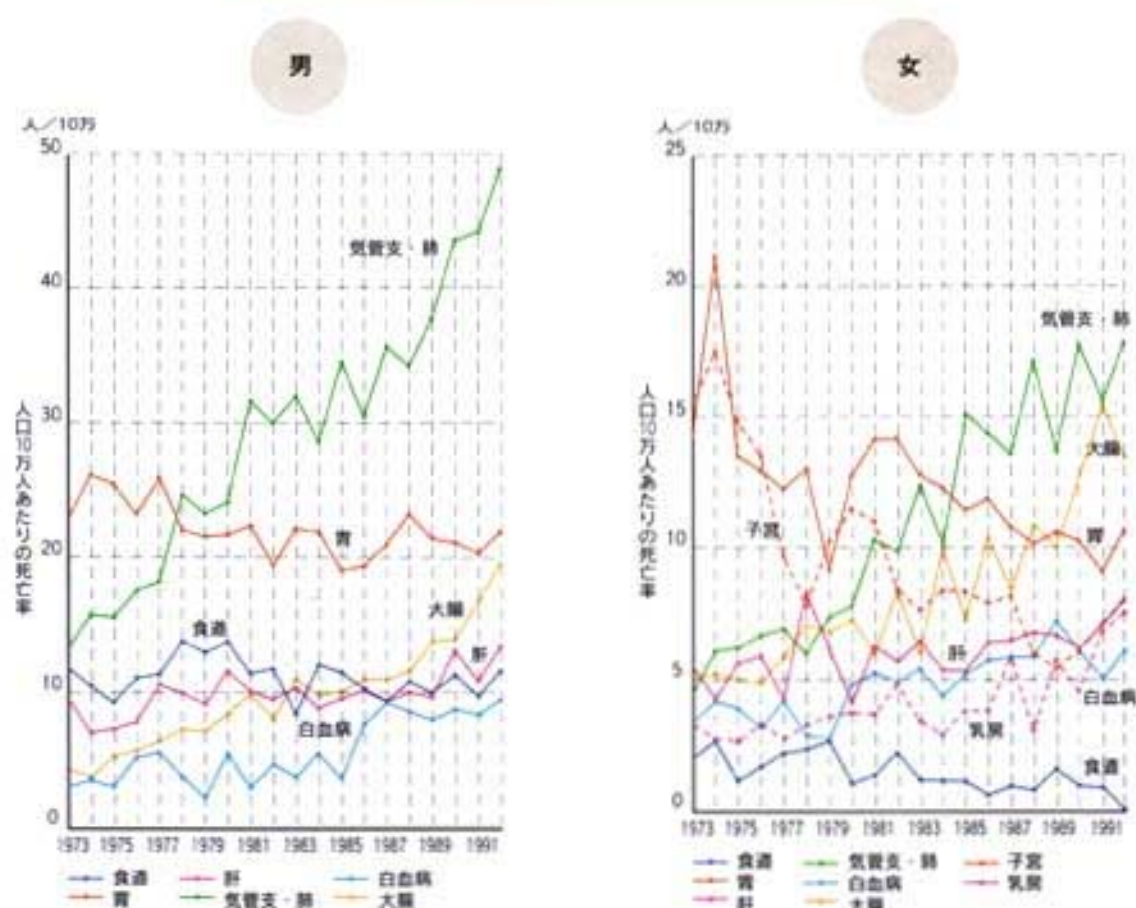 男
人/10万
50
40
30
20
10
0
人口10万人あたりの死亡率
気管支・肺
胃
大腸
食道
肝
白血病
1973 1975 1977 1979 1981 1983 1985 1987 1989 1991
食道 肝 白血病
胃 気管支・肺 大腸
女
人/10万
25
20
15
10
5
0
人口10万人あたりの死亡率
気管支・肺
大腸
子宮
胃
肝
白血病
乳房
食道
1973 1975 1977 1979 1981 1983 1985 1987 1989 1991
食道 気管支・肺 子宮
胃 白血病 乳房
肝 大腸